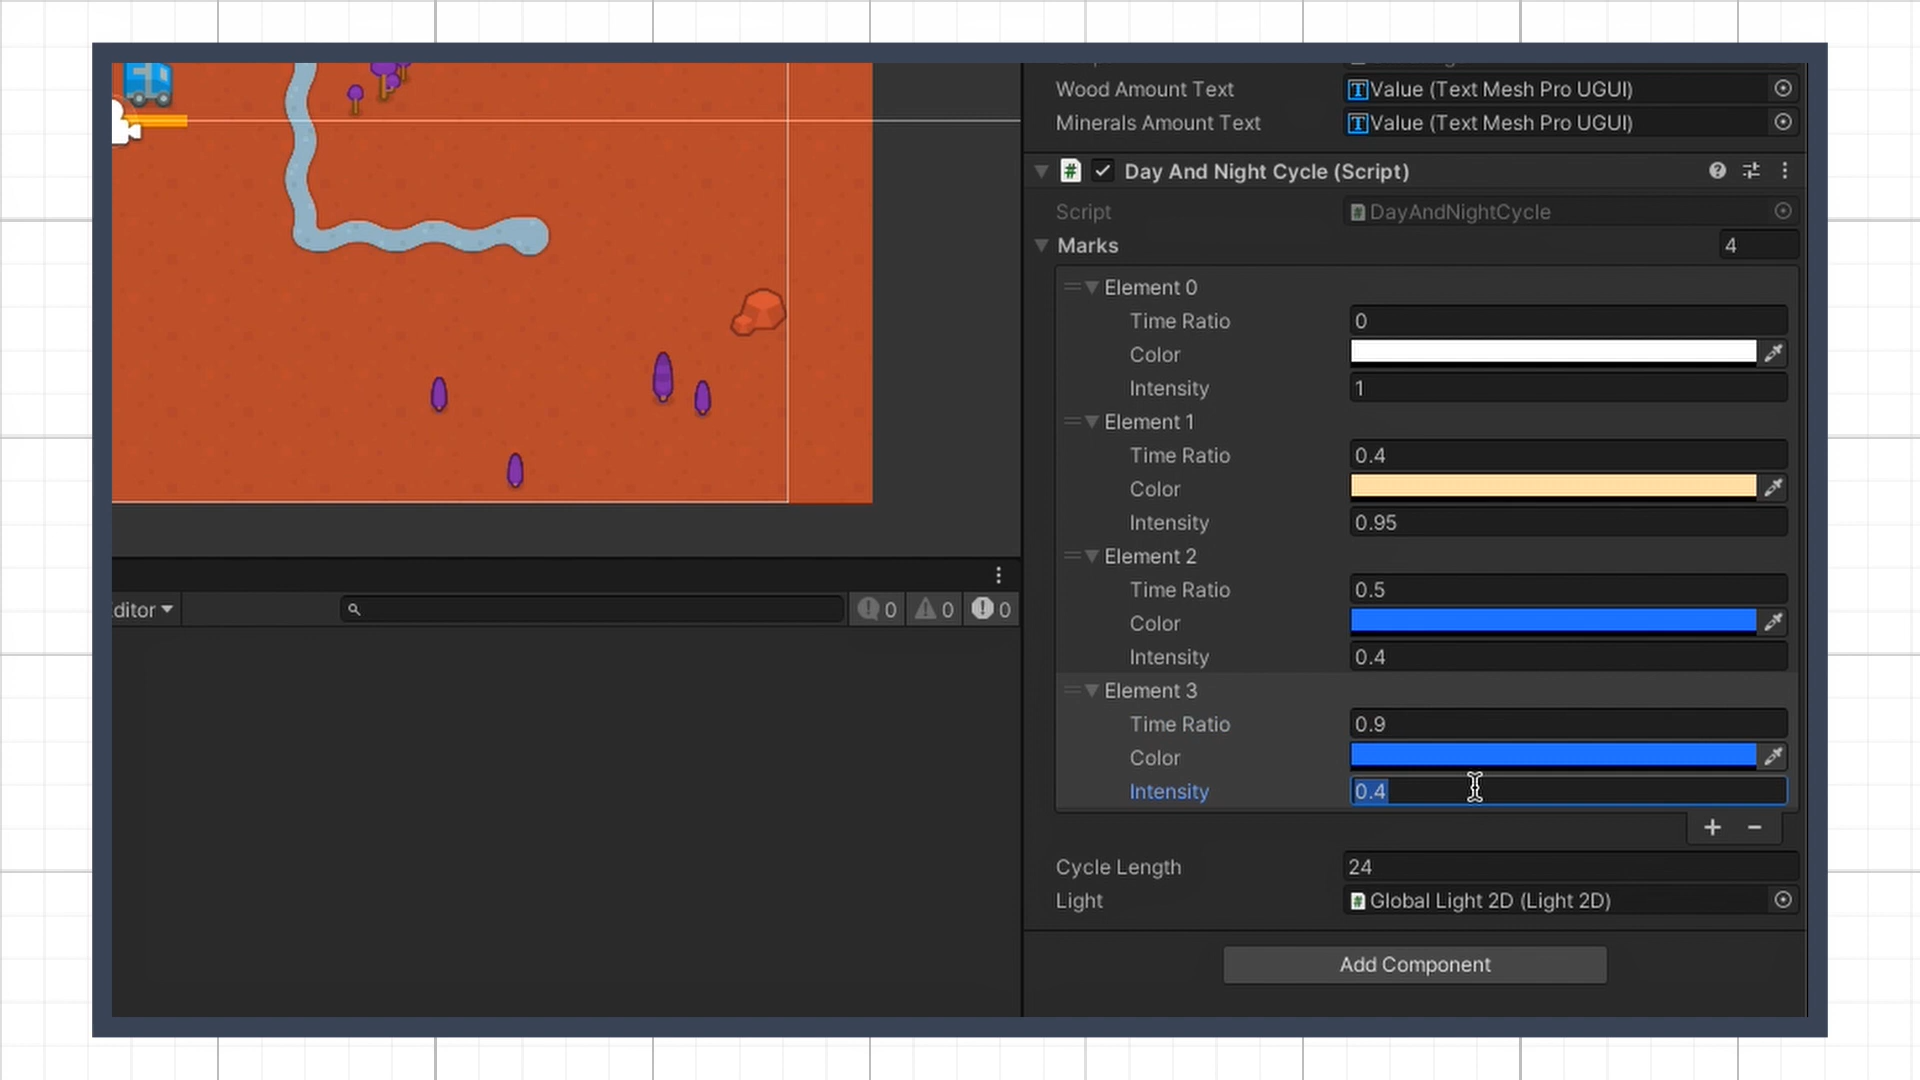 Wood Amount Text
Value (Text Mesh Pro UGUI)
Minerals Amount Text
Value (Text Mesh Pro UGUI)
Day And Night Cycle (Script)
Script
DayAndNightCycle
Marks
4
Element 0
Time Ratio
0
Color
Intensity
1
Element 1
Time Ratio
0.4
Color
Intensity
0.95
Element 2
Time Ratio
0.5
Color
Intensity
0.4
Element 3
Time Ratio
0.9
Color
Intensity
0.4
Cycle Length
24
Light
Global Light 2D (Light 2D)
Add Component
ditor
0
0
0